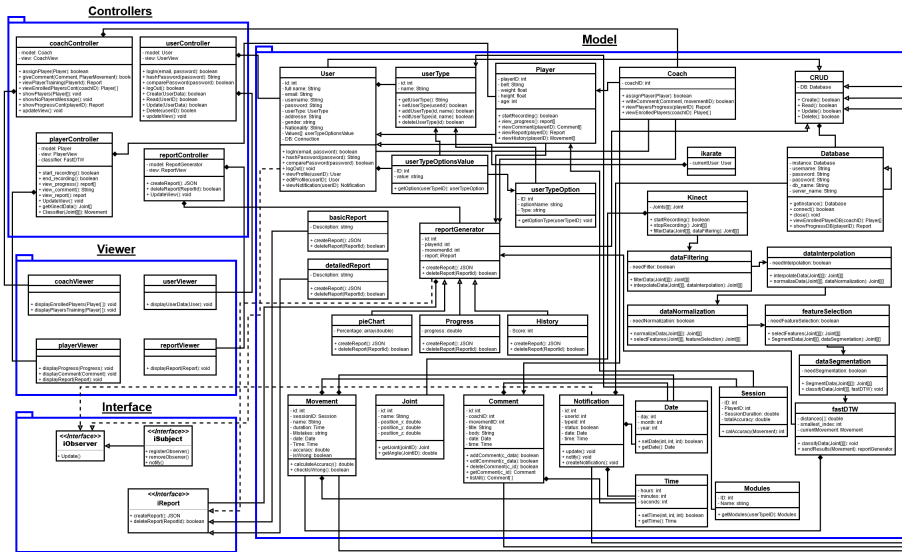 Controllers
coachController
- model: Coach
- view: CoachView
+ assignPlayer(Player): boolean
+ giveComment(Comment, PlayerMovement): boole
+ viewPlayerTraining(PlayerId): Report
+ viewEnrolledPlayersCont(coachID): Player[]
+ showPlayers(Player[]): void
+ showNoPlayersMessage(): void
+ showProgressCont(playerID): Report
updateView(): void
userController
- model: User
- view: CoachView
+ login(email, password): boolean
+ hashPassword(password): String
+ comparePassword(password): boolean
+ logOut(): boolean
+ Create(UserData): boolean
+ Read(UserID): boolean
+ UpdateUserData): boolean
+ Delete(userID): boolean
+ updateView(): void
playerController
- model: Player
- view: PlayerView
- classifier: FastDTW
+ start_recording(): boolean
+ end_recording(): boolean
+ view_progress(): report[]
+ view_comment(): String
+ view_report(): report
+ UpdateView(): void
+ getKinectData(): Joint[]
+ Classifier(Joint[]): Movement
reportController
- model: ReportGenerator
- view: ReportView
+ createReport(): JSON
+ deleteReport(ReportId): boolean
+ UpdateView(): void
Viewer
coachViewer
+ displayEnrolledPlayers(Player[]): void
+ displayPlayersTraining(Player[]): void
userViewer
+ displayUserData(User): void
playerViewer
+ displayProgress(Progress): void
+ displayComment(Comment): void
+ displayReport(Report): void
reportViewer
+ displayReport(Report): void
Interface
<<Interface>>
iObserver
+ Update()
<<Interface>>
iSubject
+ registerObserver()
+ removeObserver()
+ notify()
<<Interface>>
iReport
+ createReport(): JSON
+ deleteReport(ReportId): boolean
Model
User
- id: int
- full name: String
- email: String
- username: String
- password: String
- type: UserType
- addresse: String
- gender: string
- Nationality: String
- Values[]: userTypeOptionsValue
- DB: Connection
+ login(email, password): boolean
+ hashPassword(password): String
+ comparePassword(password): boolean
+ logOut(): void
+ viewProfile(userID): User
+ editProfile(userID): User
+ viewNotification(userID): Notification
userType
- id: int
- name: String
+ getUserType(): String
+ setUserType(userId): boolean
+ addUserType(id, name): boolean
+ editUserType(id, name): boolean
+ deleteUserType(id): boolean
Player
- playerID: int
- belt: String
- weight: float
- height: float
- age: int
+ startRecording(): boolean
+ view_progress(): report[]
+ viewComment(playerID): Comment[]
+ viewReport(playerID): Report
+ viewHistory(playerID): Movement[]
Coach
- coachID: int
+ assignPlayer(Player): boolean
+ writeComment(Comment, movementID): boolean
+ viewPlayersProgress(playerID): Report
+ viewEnrolledPlayers(coachID): Player[]
CRUD
- DB: Database
+ Create(): boolean
+ Read(): boolean
+ Update(): boolean
+ Delete(): boolean
userTypeOptionsValue
- ID: int
- value: string
+ getOption(userTypeID): userTypeOption
userTypeOption
- ID: int
- optionName: string
- Type: string
+ getOptionType(userTypeID): void
ikarate
- currentUser: User
Database
- instance: Database
- username: String
- password: String
- password: String
- db_name: String
- server_name: String
+ getInstance(): Database
+ connect(): boolean
+ close(): void
+ viewEnrolledPlayerDB(coachID): Player[]
+ showProgressDB(playerID): Report
Kinect
- Joints[][]: Joint
+ startRecording(): boolean
+ stopRecording(): Joint[][]
+ filterData(Joint[][], dataFiltering): Joint[][]
basicReport
- Description: string
+ createReport(): JSON
+ deleteReport(ReportId): boolean
detailedReport
- Description: string
+ createReport(): JSON
+ deleteReport(ReportId): boolean
reportGenerator
- id: int
- playerId: int
- movementId: int
- report: iReport
+ createReport(): JSON
+ deleteReport(ReportId): boolean
dataFiltering
- needFilter: boolean
+ filterData(Joint[][]): Joint[][]
+ interpolateData(Joint[][], dataInterpolation): Joint[][]
dataInterpolation
- needInterpolation: boolean
+ interpolateData(Joint[][]): Joint[][]
+ normaliseData(Joint[][], dataNormalization): Joint[][]
pieChart
- Percentage: array(double)
+ createReport(): JSON
+ deleteReport(ReportId): boolean
Progress
- progress: double
+ createReport(): JSON
+ deleteReport(ReportId): boolean
History
- Score: int
+ createReport(): JSON
+ deleteReport(ReportId): boolean
dataNormalization
- needNormalization: boolean
+ normalizeData(Joint[][]): Joint[][]
+ selectFeatures(Joint[][], featureSelection): Joint[][]
featureSelection
- needFeatureSelection: boolean
+ selectFeatures(Joint[][]): Joint[][]
+ SegmentData(Joint[][], dataSegmentation): Joint[][]
dataSegmentation
- needSegmentation: boolean
+ SegmentData(Joint[][]): Joint[][]
+ classifyData(Joint[][], fastDTW): void
Movement
- id: int
- sessionID: Session
- name: String
- duration: Time
- Mistakes: string
- date: Date
- Time: Time
- accuracy: double
- isWrong: boolean
+ calculateAccuracy(): double
+ checkIsWrong(): boolean
Joint
- id: int
- name: String
- position_x: double
- position_y: double
- position_z: double
+ getJoint(jointID): Joint
+ getAngle(JointID): double
Comment
- id: int
- coachID: int
- movementID: int
- title: String
- body: String
- date: Date
- time: Time
+ addComment(c_data): boolean
+ editComment(c_data): boolean
+ deleteComment(c_id): boolean
+ getComment(c_id): Comment
+ listAll(): Comment[]
Notification
- id: int
- userId: int
- typeId: int
- status: boolean
- date: Date
- time: Time
+ update(): void
+ notify(): void
+ createNotification(): void
Date
- day: int
- month: int
- year: int
+ setDate(int, int, int): boolean
+ getDate(): Date
Session
- ID: int
- PlayerID: int
- SessionDuration: double
- totalAccuracy: double
+ calAccuracy(Movement): double
fastDTW
- distances[]: double
- smallest_index: int
- currentMovement: Movement
+ classifyData(Joint[][]): void
+ sendResults(Movement): reportGenerator
Time
- hours: int
- minutes: int
- seconds: int
+ setTime(int, int, int): boolean
+ getTime(): Time
Modules
- ID: int
- Name: string
+ getModules(userTypeID): Modules